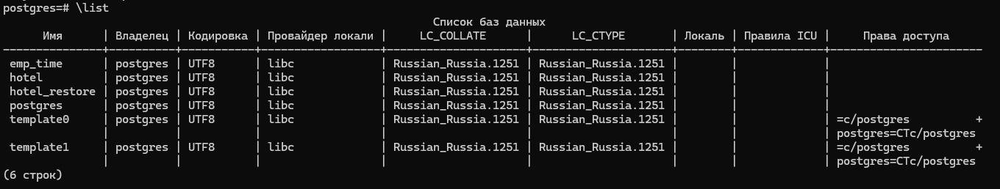 postgres=# \list
                                                                 Список баз данных
      Имя      | Владелец | Кодировка | Провайдер локали |     LC_COLLATE      |      LC_CTYPE       | Локаль | Правила ICU |     Права доступа
---------------+----------+-----------+------------------+---------------------+---------------------+--------+-------------+-----------------------
 emp_time      | postgres | UTF8      | libc             | Russian_Russia.1251 | Russian_Russia.1251 |        |             |
 hotel         | postgres | UTF8      | libc             | Russian_Russia.1251 | Russian_Russia.1251 |        |             |
 hotel_restore | postgres | UTF8      | libc             | Russian_Russia.1251 | Russian_Russia.1251 |        |             |
 postgres      | postgres | UTF8      | libc             | Russian_Russia.1251 | Russian_Russia.1251 |        |             |
 template0     | postgres | UTF8      | libc             | Russian_Russia.1251 | Russian_Russia.1251 |        |             | =c/postgres          +
               |          |           |                  |                     |                     |        |             | postgres=CTc/postgres
 template1     | postgres | UTF8      | libc             | Russian_Russia.1251 | Russian_Russia.1251 |        |             | =c/postgres          +
               |          |           |                  |                     |                     |        |             | postgres=CTc/postgres
(6 строк)